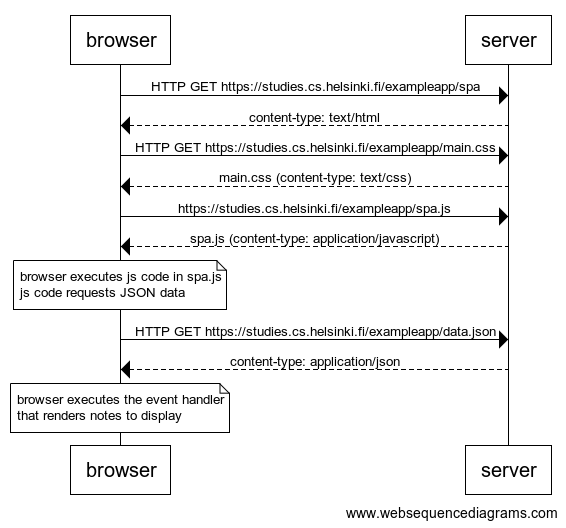 browser
server
HTTP GET https://studies.cs.helsinki.fi/exampleapp/spa
content-type: text/html
HTTP GET https://studies.cs.helsinki.fi/exampleapp/main.css
main.css (content-type: text/css)
https://studies.cs.helsinki.fi/exampleapp/spa.js
spa.js (content-type: application/javascript)
browser executes js code in spa.js
js code requests JSON data
HTTP GET https://studies.cs.helsinki.fi/exampleapp/data.json
content-type: application/json
browser executes the event handler
that renders notes to display
browser
server
www.websequencediagrams.com